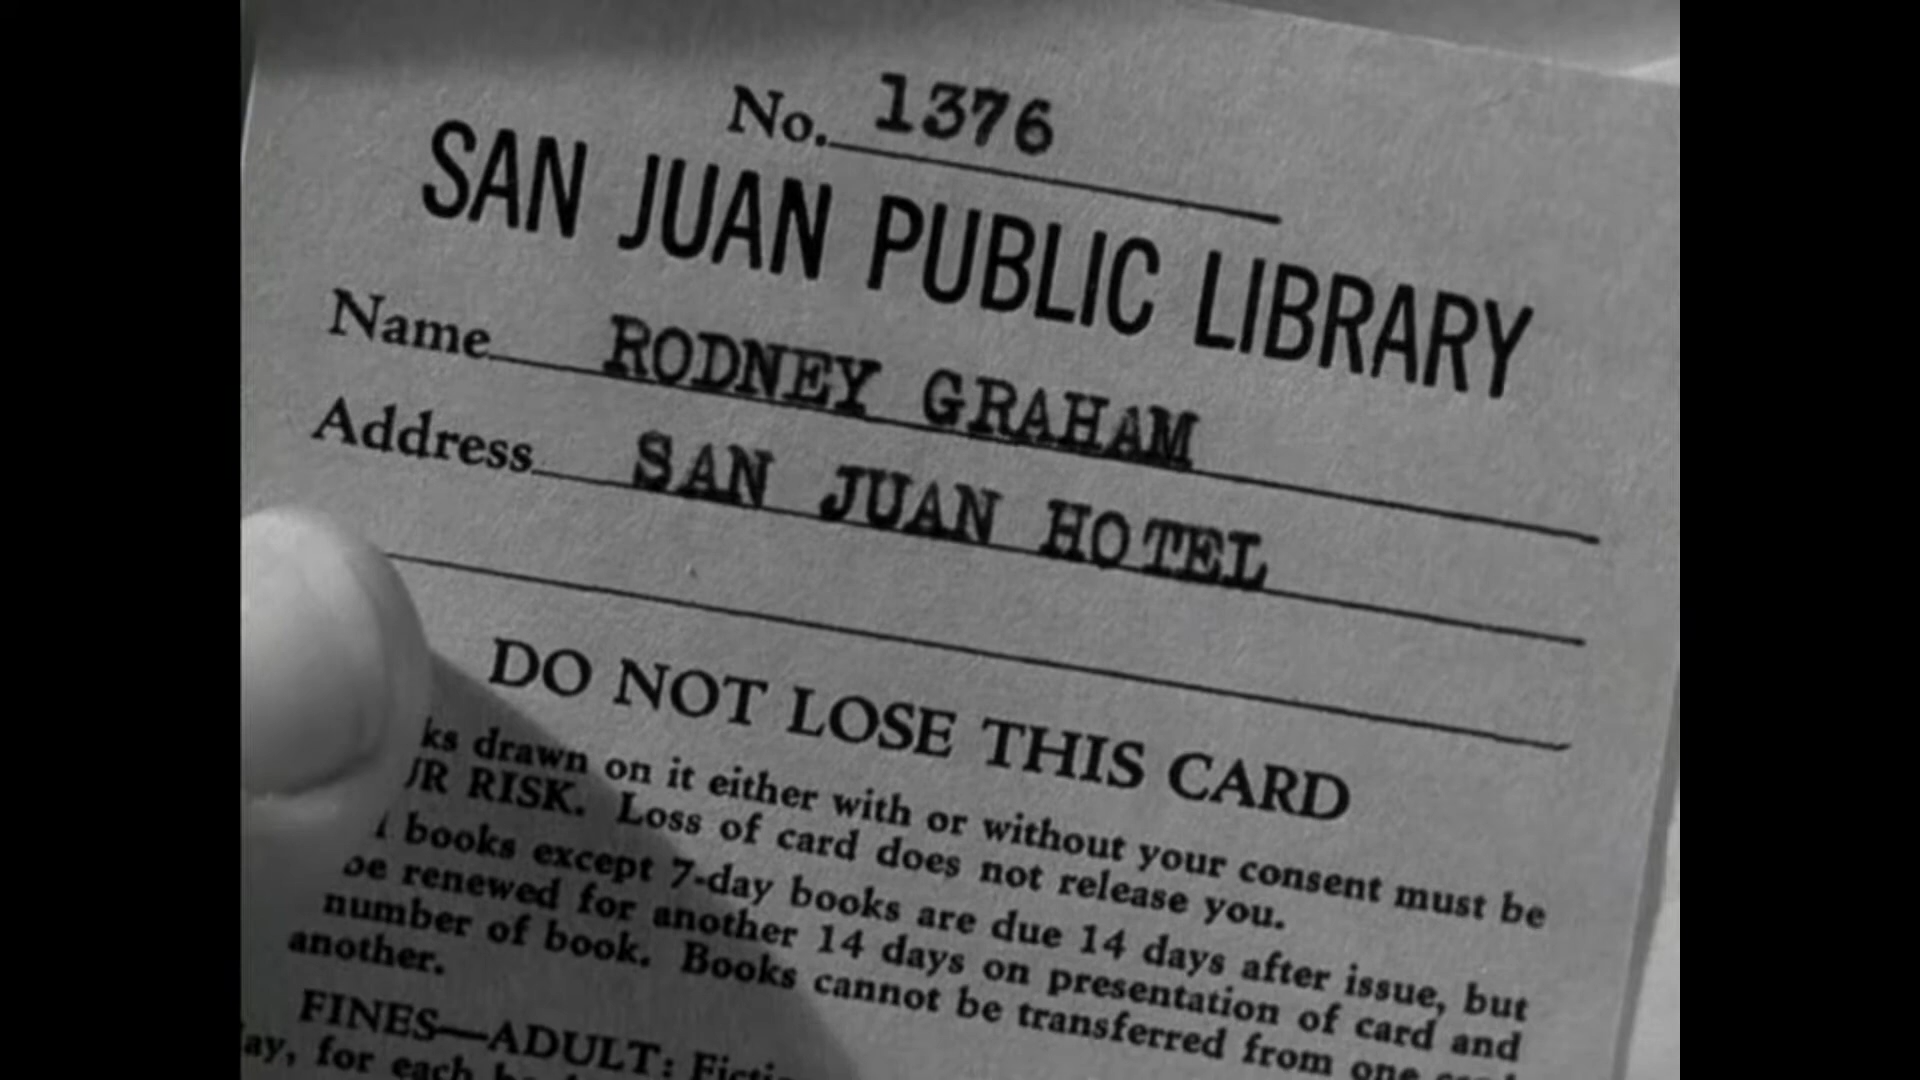 No. 1376
SAN JUAN PUBLIC LIBRARY
Name RODNEY GRAHAM
Address SAN JUAN HOTEL
DO NOT LOSE THIS CARD
drawn on it either with or without your consent must be
RISK. Loss of card does not release you.
books except 7-day books are due 14 days after issue, but
be renewed for another 14 days on presentation of card and
number of book. Books cannot be transferred from one
another.
FINES—ADULT:
for each